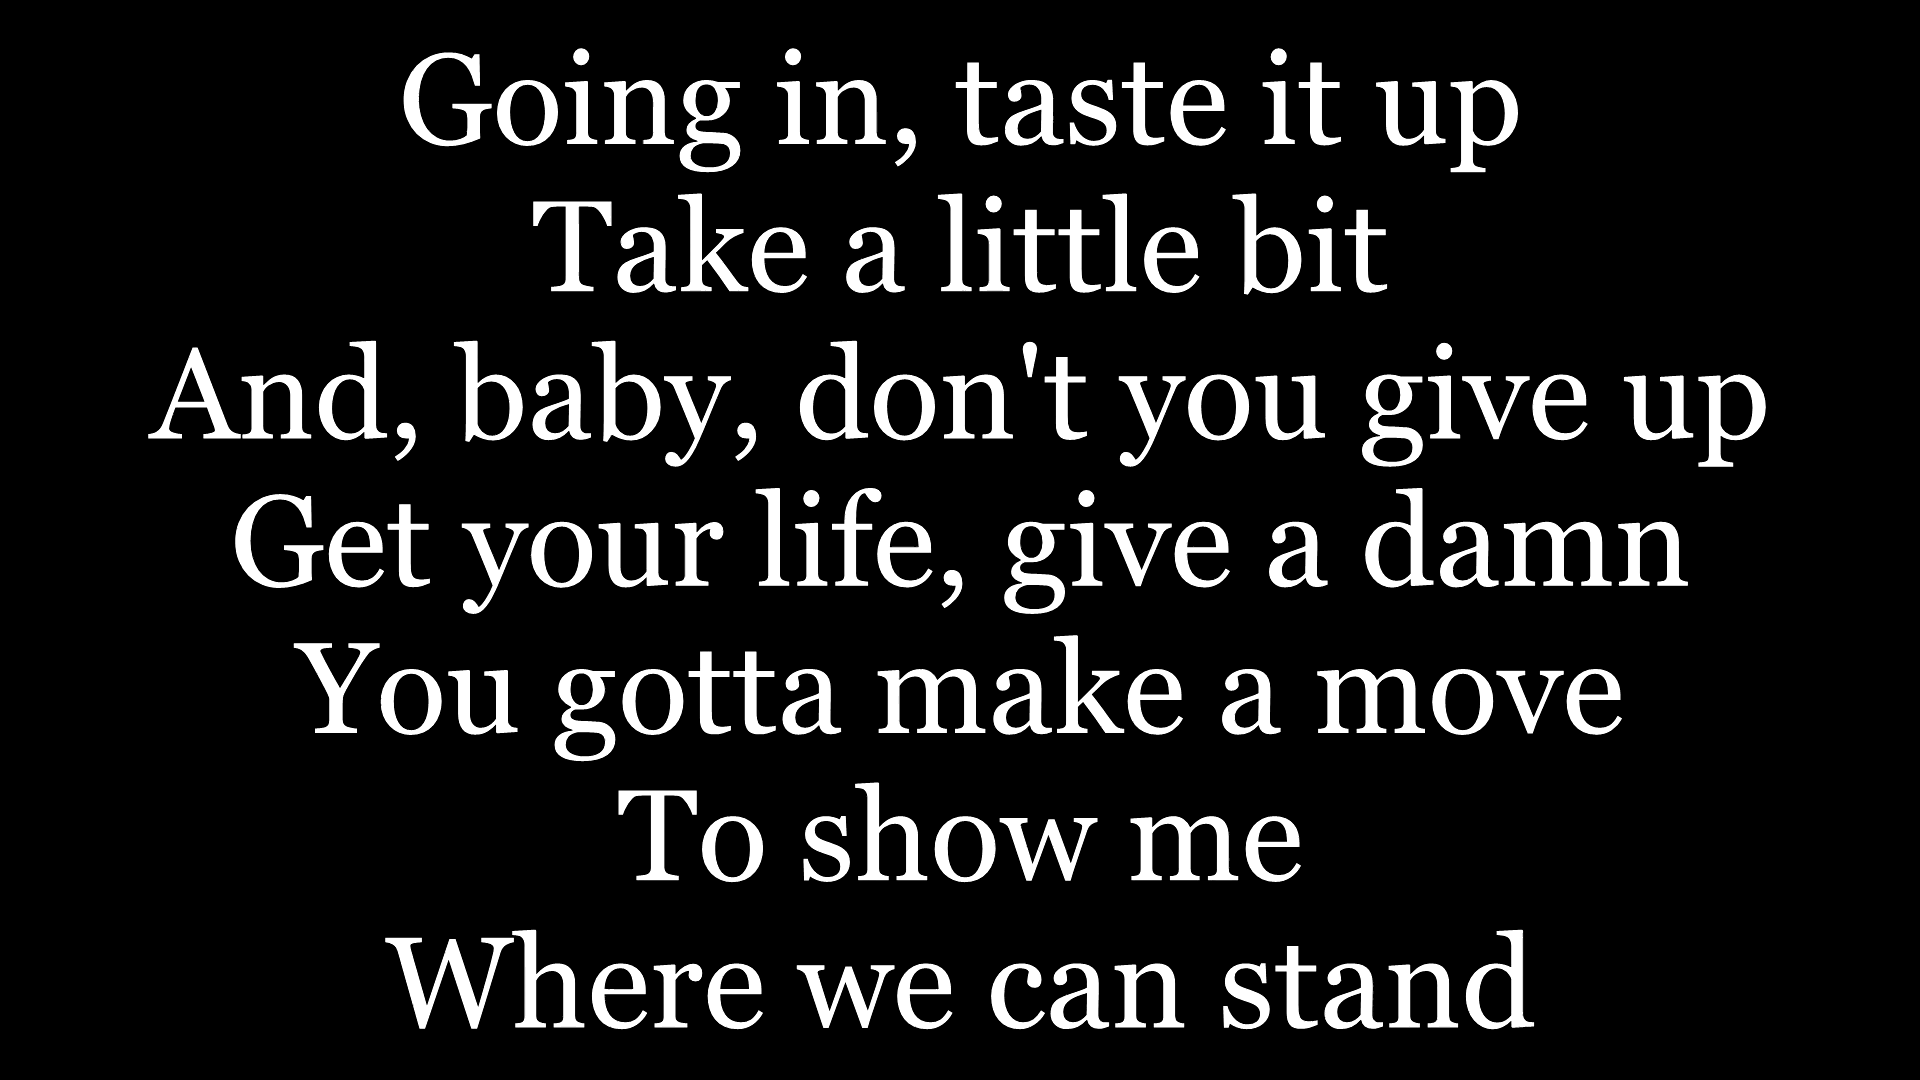 Going in, taste it up
Take a little bit
And, baby, don't you give up
Get your life, give a damn
You gotta make a move
To show me
Where we can stand